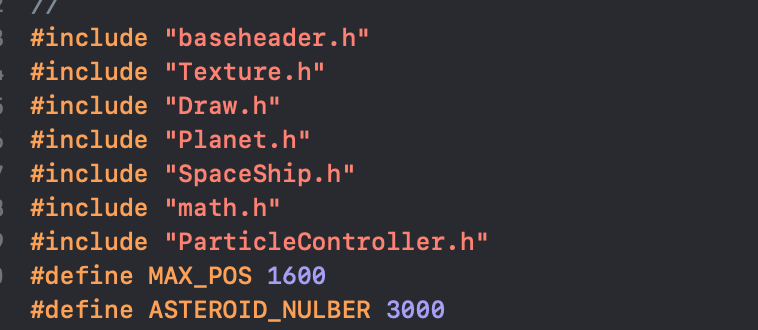 //
#include "baseheader.h"
#include "Texture.h"
#include "Draw.h"
#include "Planet.h"
#include "SpaceShip.h"
#include "math.h"
#include "ParticleController.h"
#define MAX_POS 1600
#define ASTEROID_NULBER 3000